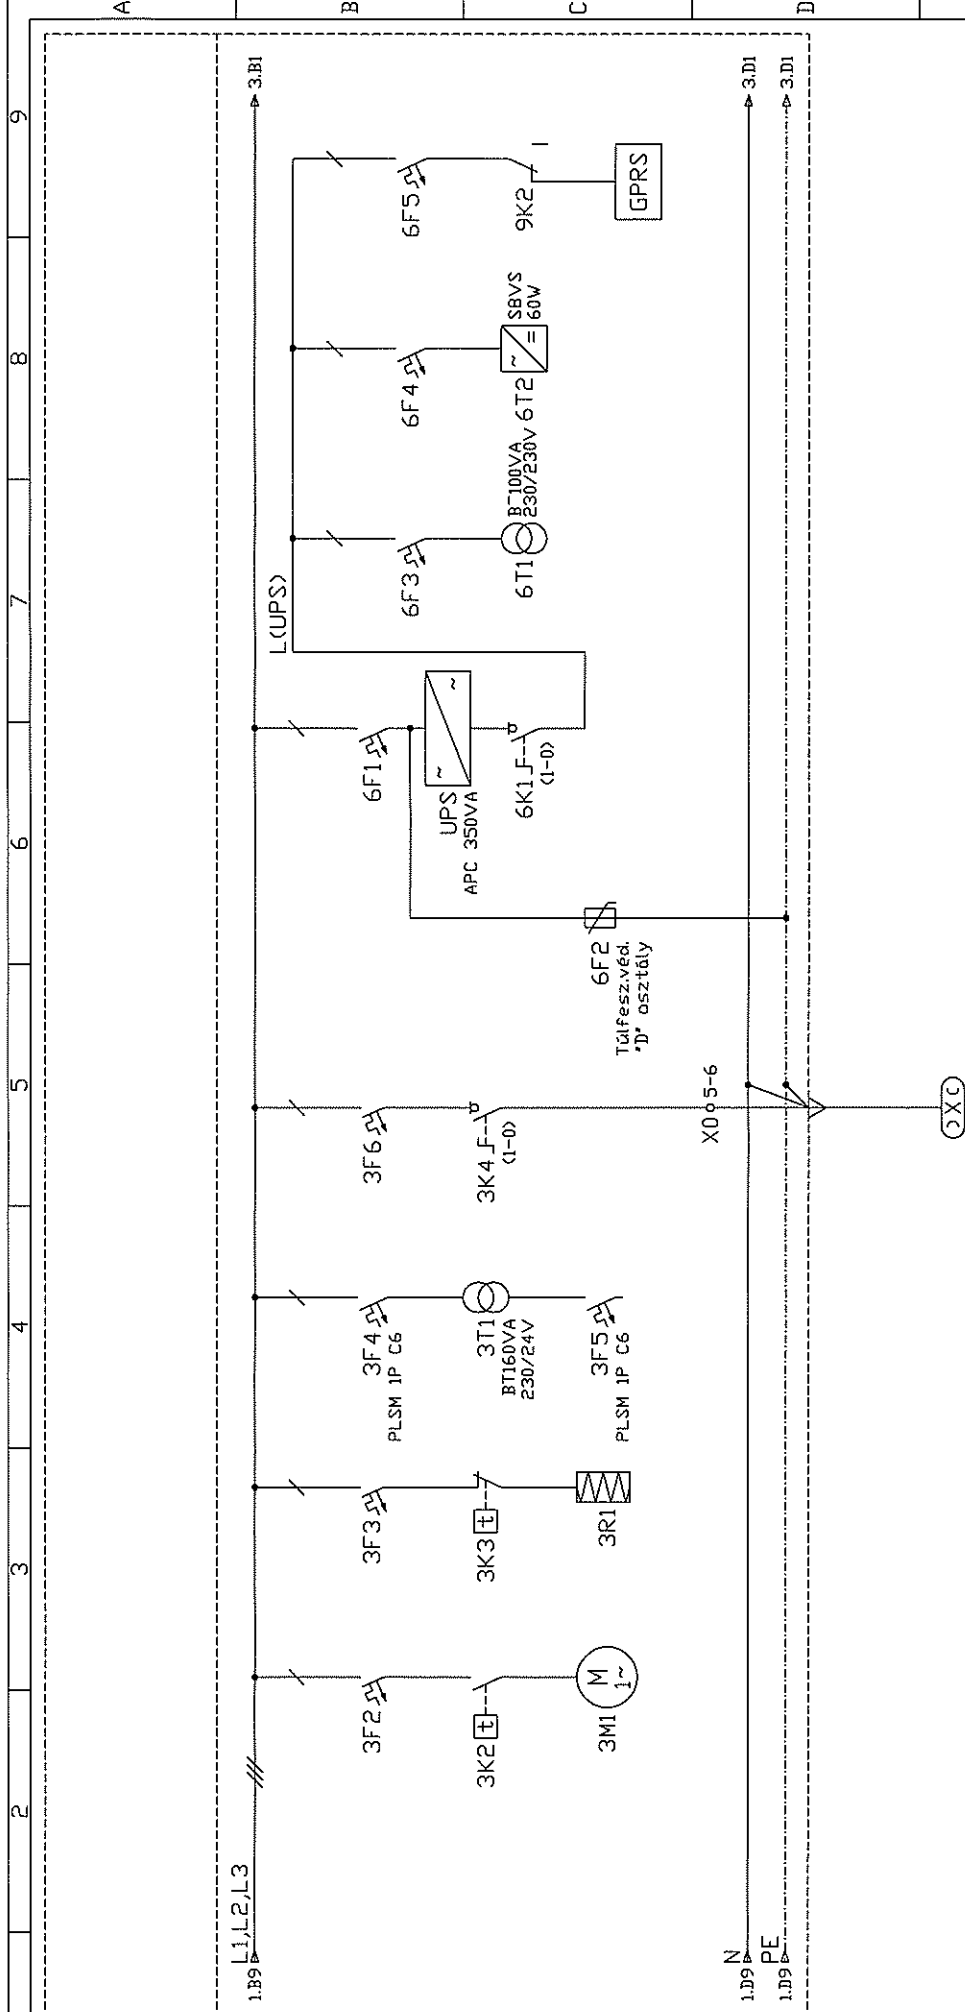 A
B
C
D
2
3
4
5
6
7
8
9
1.B9
L1,L2,L3
3.B1
3F2
3K2
t
3M1
M
1~
3F3
3K3
t
3R1
3F4
PLSM 1P C6
3T1
BT160VA
230/24V
3F5
PLSM 1P C6
3F6
3K4
(1-0)
X0
5-6
6F2
Túlfesz.véd.
"D" osztály
6F1
UPS
APC 350VA
~
~
6K1
(1-0)
L(UPS)
6F3
6T1
BT100VA
230/230V
6F4
6T2
~
=
SBVS
60W
6F5
9K2
GPRS
N
1.D9
3.D1
PE
1.D9
3.D1